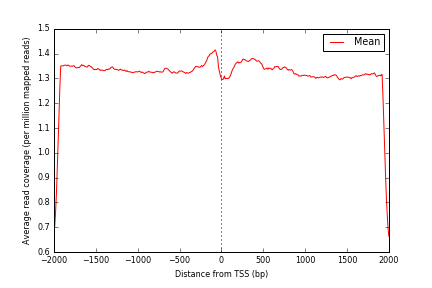 Average read coverage (per million mapped reads)
1.5
1.4
1.3
1.2
1.1
1.0
0.9
0.8
0.7
0.6
Mean
−2000 −1500 −1000 −500 0 500 1000 1500 2000
Distance from TSS (bp)